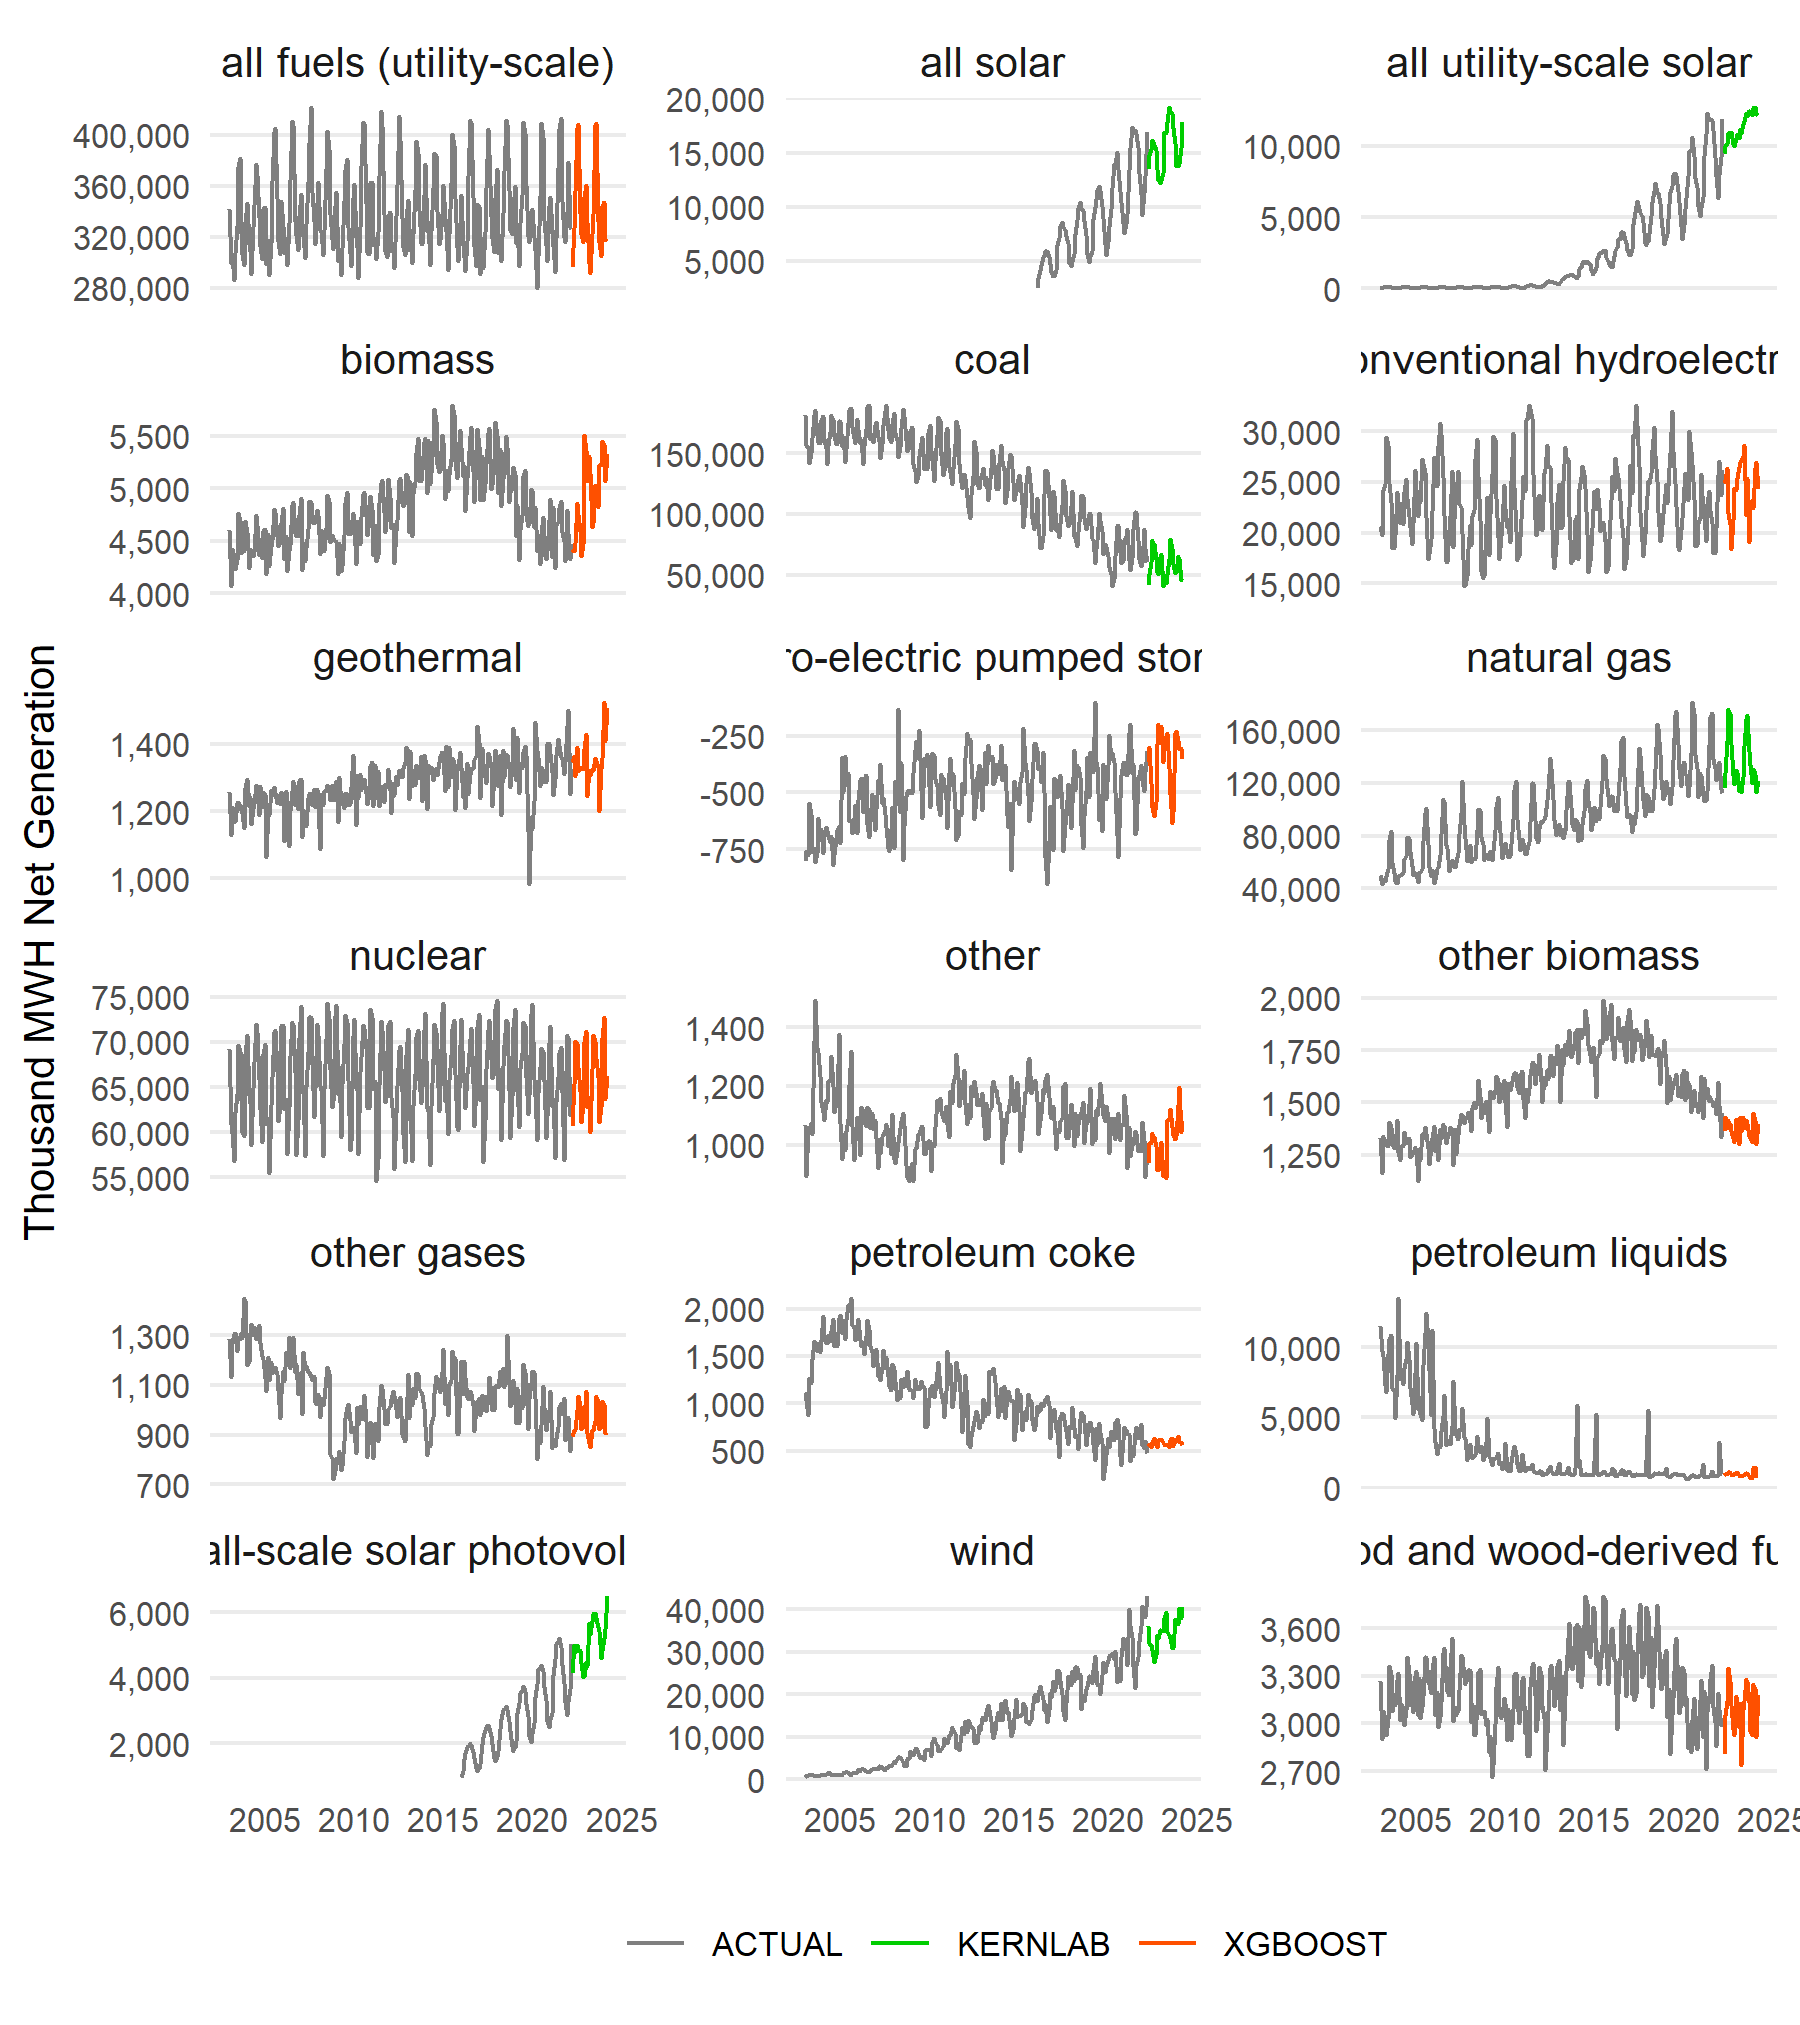 all fuels (utility-scale)
all solar
all utility-scale solar
400,000
360,000
320,000
280,000
20,000
15,000
10,000
5,000
10,000
5,000
0
biomass
coal
onventional hydroelectr
5,500
5,000
4,500
4,000
150,000
100,000
50,000
30,000
25,000
20,000
15,000
geothermal
ro-electric pumped stor
natural gas
1,400
1,200
1,000
-250
-500
-750
160,000
120,000
80,000
40,000
Thousand MWH Net Generation
nuclear
other
other biomass
75,000
70,000
65,000
60,000
55,000
1,400
1,200
1,000
2,000
1,750
1,500
1,250
other gases
petroleum coke
petroleum liquids
1,300
1,100
900
700
2,000
1,500
1,000
500
10,000
5,000
0
all-scale solar photovol
wind
od and wood-derived fu
6,000
4,000
2,000
40,000
30,000
20,000
10,000
0
3,600
3,300
3,000
2,700
2005 2010 2015 2020 2025
2005 2010 2015 2020 2025
2005 2010 2015 2020 2025
ACTUAL KERNLAB XGBOOST